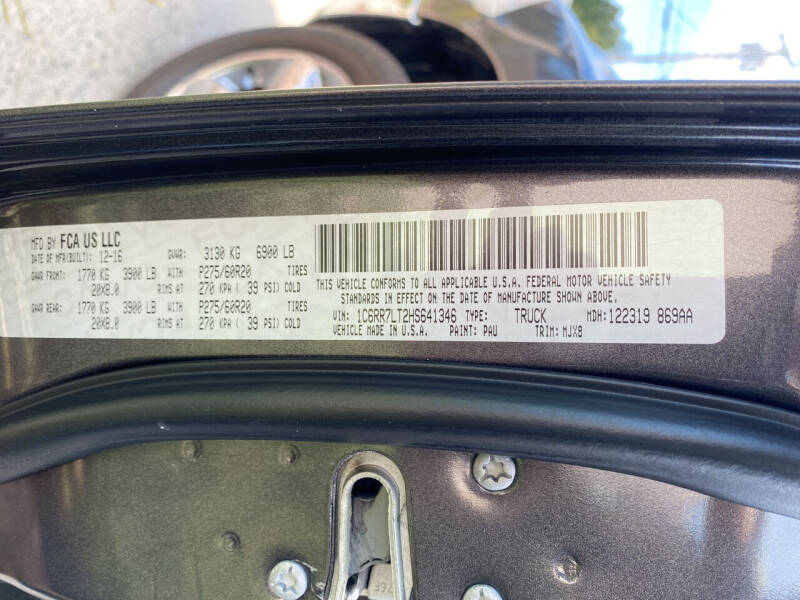 MFD BY FCA US LLC
DATE OF MFR(BUILT): 12-16 GVWR: 3130 KG 6900 LB
GAWR FRONT: 1770 KG 3900 LB WITH P275/60R20 TIRES
20X8.0 RIMS AT 270 KPA ( 39 PSI) COLD
GAWR REAR: 1770 KG 3900 LB WITH P275/60R20 TIRES
20X8.0 RIMS AT 270 KPA ( 39 PSI) COLD
THIS VEHICLE CONFORMS TO ALL APPLICABLE U.S.A. FEDERAL MOTOR VEHICLE SAFETY
STANDARDS IN EFFECT ON THE DATE OF MANUFACTURE SHOWN ABOVE.
VIN: 1C6RR7LT2HS641346 TYPE: TRUCK MDH: 122319 869AA
VEHICLE MADE IN U.S.A. PAINT: PAU TRIM: MJX8